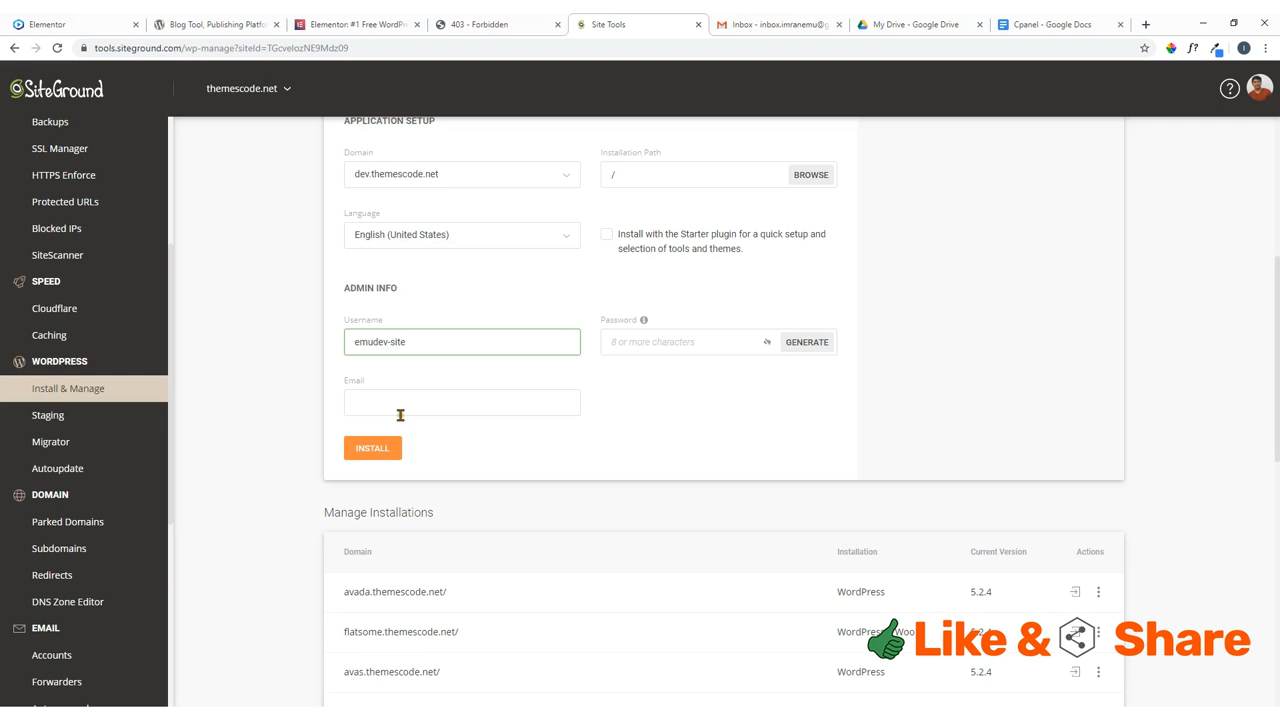 Elementor
Blog Tool, Publishing Platfo
Elementor: #1 Free WordPr
403 - Forbidden
Site Tools
Inbox - inbox.imranemu@g
My Drive - Google Drive
Cpanel - Google Docs
tools.siteground.com/wp-manage?siteId=TGcvelozNE9Mdz09
SiteGround
themescode.net
Backups
SSL Manager
HTTPS Enforce
Protected URLs
Blocked IPs
SiteScanner
SPEED
Cloudflare
Caching
WORDPRESS
Install & Manage
Staging
Migrator
Autoupdate
DOMAIN
Parked Domains
Subdomains
Redirects
DNS Zone Editor
EMAIL
Accounts
Forwarders
APPLICATION SETUP
Domain
dev.themescode.net
Installation Path
/
BROWSE
Language
English (United States)
Install with the Starter plugin for a quick setup and
selection of tools and themes.
ADMIN INFO
Username
emudev-site
Password
8 or more characters
GENERATE
Email
INSTALL
Manage Installations
Domain Installation Current Version Actions
avada.themescode.net/ WordPress 5.2.4
flatsome.themescode.net/ WordPress
avas.themescode.net/ WordPress 5.2.4
Like & Share